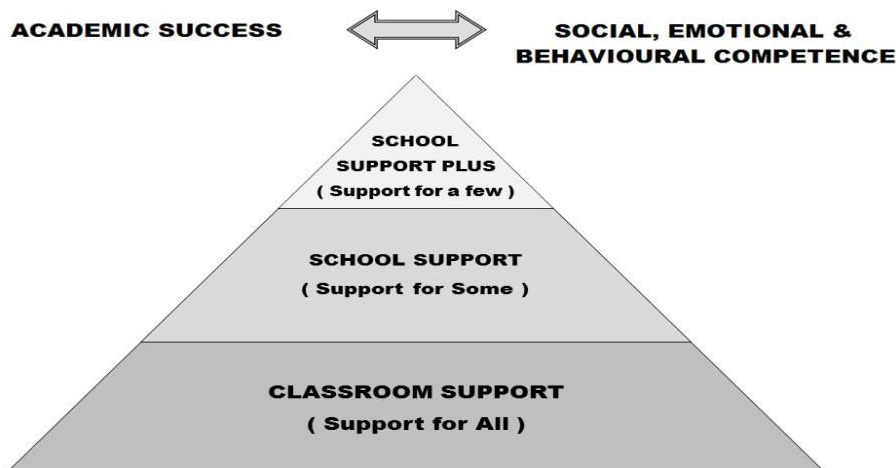 ACADEMIC SUCCESS
SOCIAL, EMOTIONAL &
BEHAVIOURAL COMPETENCE
SCHOOL
SUPPORT PLUS
( Support for a few )
SCHOOL SUPPORT
( Support for Some )
CLASSROOM SUPPORT
( Support for All )